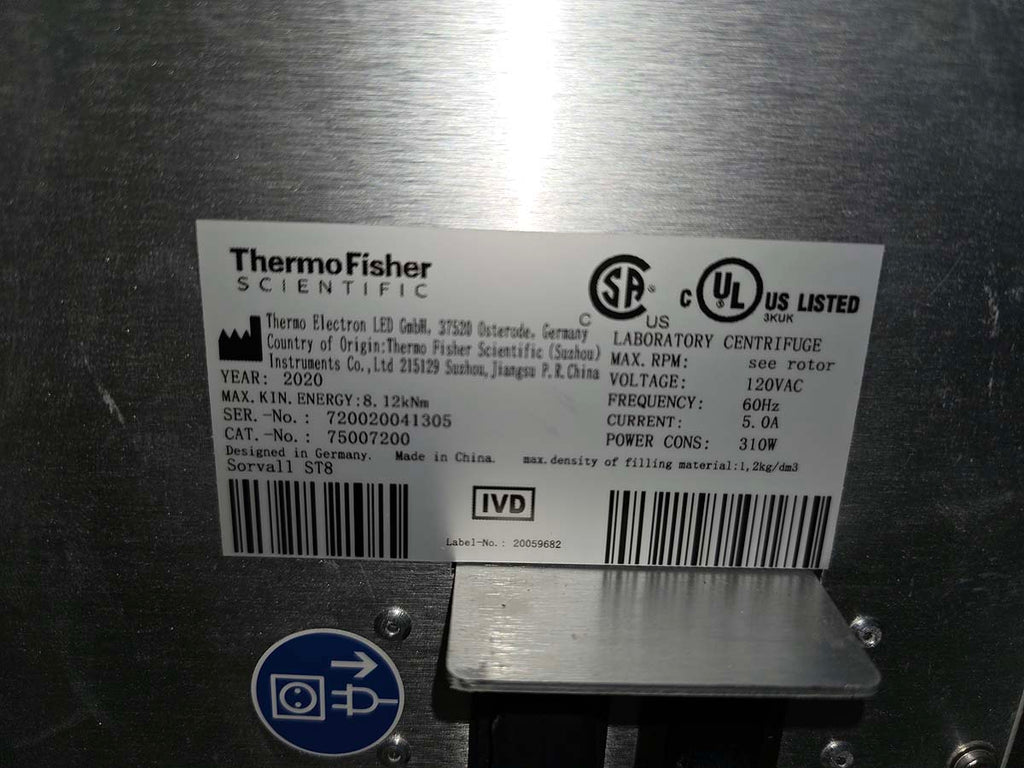 ThermoFisher
SCIENTIFIC
Thermo Electron LED GmbH, 37520 Osterode, Germany
Country of Origin:Thermo Fisher Scientific (Suzhou)
Instruments Co.,Ltd 215129 Suzhou, Jiangsu P.R.China
YEAR: 2020
MAX. KIN. ENERGY:8.12kNm
SER.-No.: 720020041305
CAT.-No.: 75007200
Designed in Germany. Made in China. max.density of filling material:1,2kg/dm3
Sorvall ST8
C SA US
C UL US LISTED
3KUK
LABORATORY CENTRIFUGE
MAX. RPM: see rotor
VOLTAGE: 120VAC
FREQUENCY: 60Hz
CURRENT: 5.0A
POWER CONS: 310W
IVD
Label-No.: 20059682